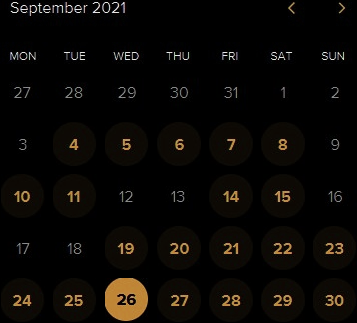 September 2021
MON TUE WED THU FRI SAT SUN
27 28 29 30 31 1 2
3 4 5 6 7 8 9
10 11 12 13 14 15 16
17 18 19 20 21 22 23
24 25 26 27 28 29 30